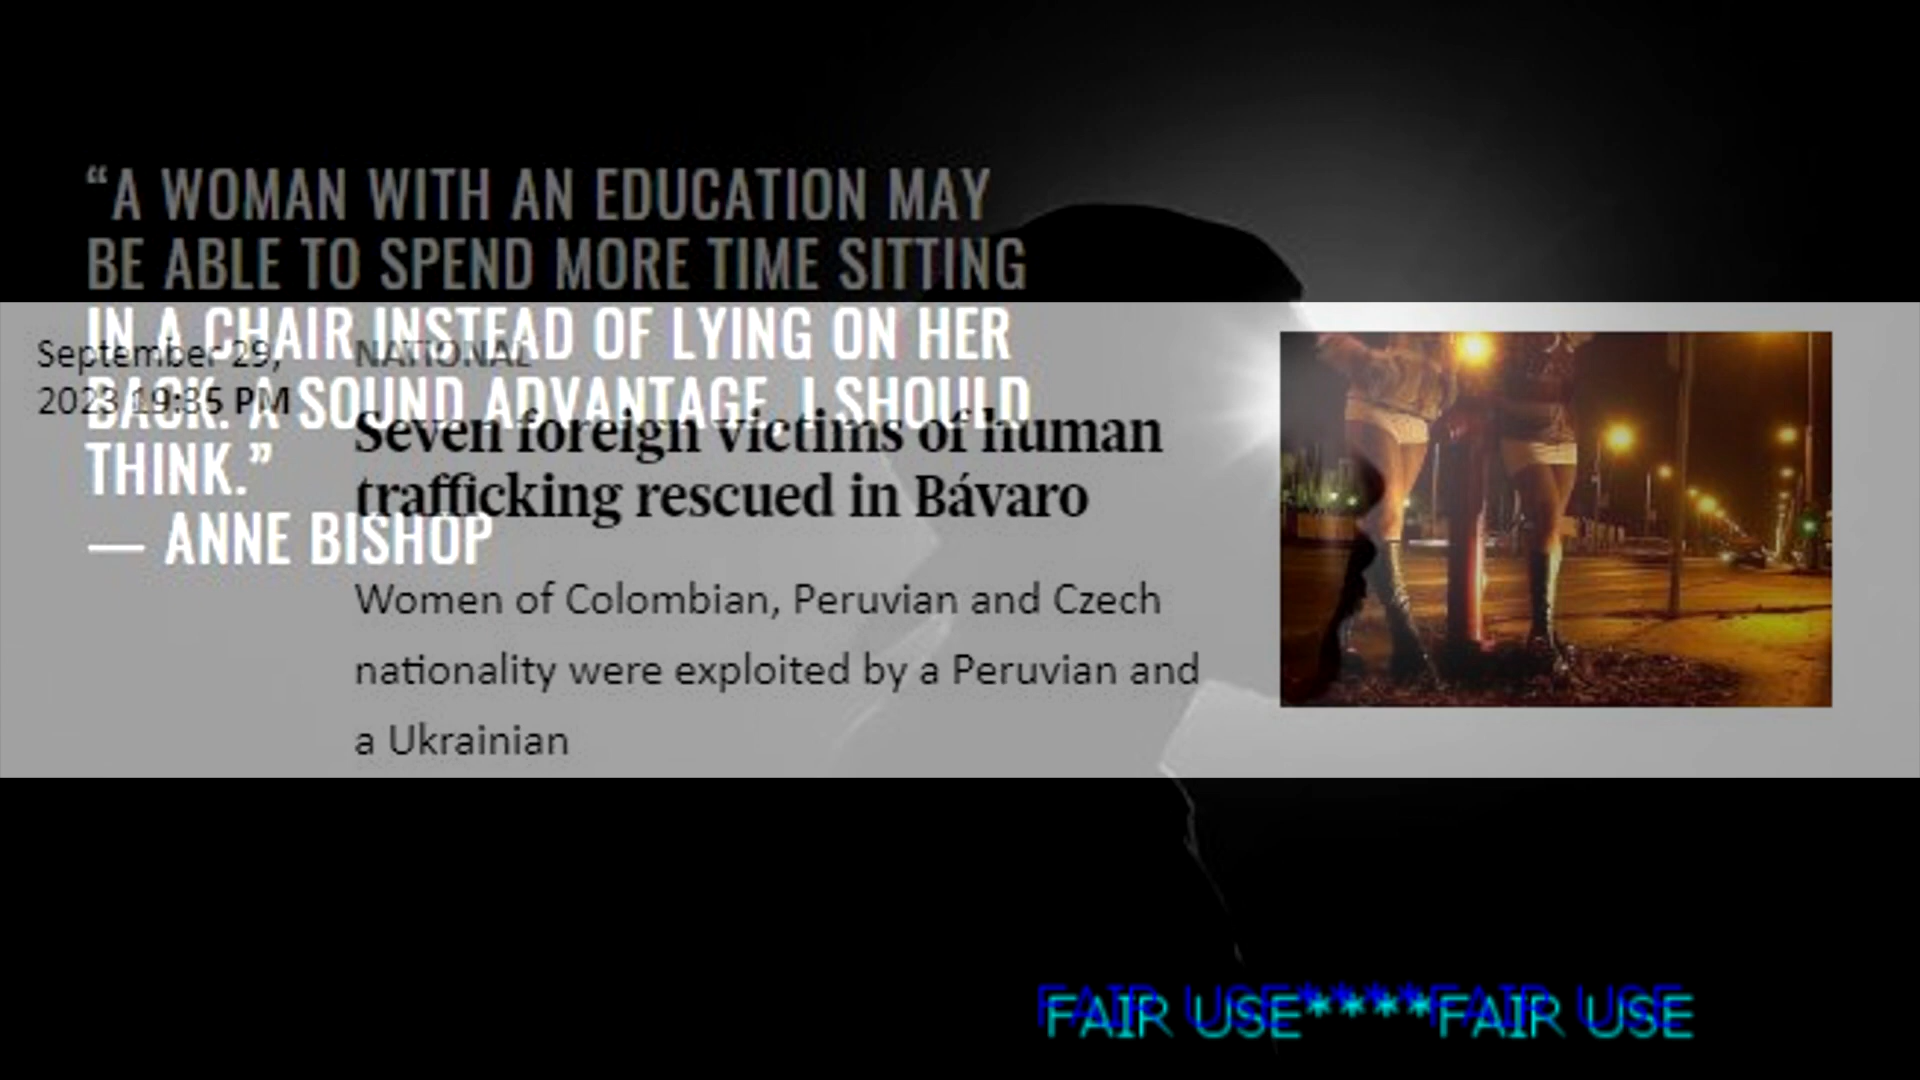 “A WOMAN WITH AN EDUCATION MAY
BE ABLE TO SPEND MORE TIME SITTING
IN A CHAIR INSTEAD OF LYING ON HER
BACK. A SOUND ADVANTAGE, I SHOULD
THINK.”
— ANNE BISHOP
September 29,
2023 19:35 PM
NATIONAL
Seven foreign victims of human
trafficking rescued in Bávaro
Women of Colombian, Peruvian and Czech
nationality were exploited by a Peruvian and
a Ukrainian
FAIR USE****FAIR USE